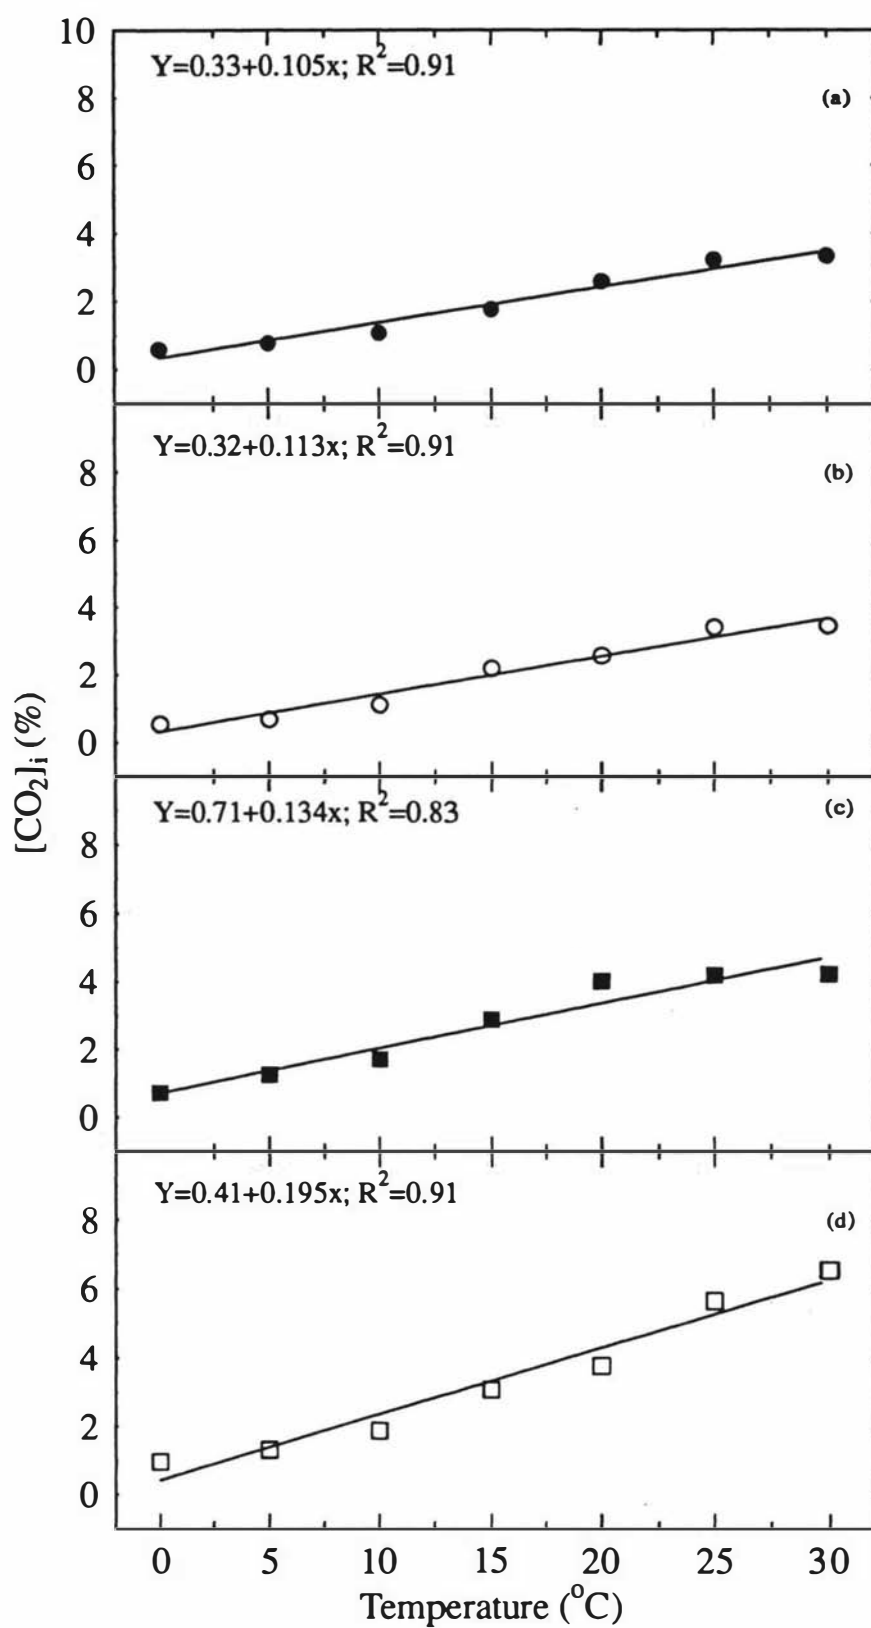 10
Y=0.33+0.105x; R²=0.91
8
(a)
6
4
2
0
Y=0.32+0.113x; R²=0.91
8
(b)
6
4
2
0
[CO₂]ᵢ (%)
Y=0.71+0.134x; R²=0.83
(c)
8
6
4
2
0
Y=0.41+0.195x; R²=0.91
8
(d)
6
4
2
0
0 5 10 15 20 25 30
Temperature (°C)